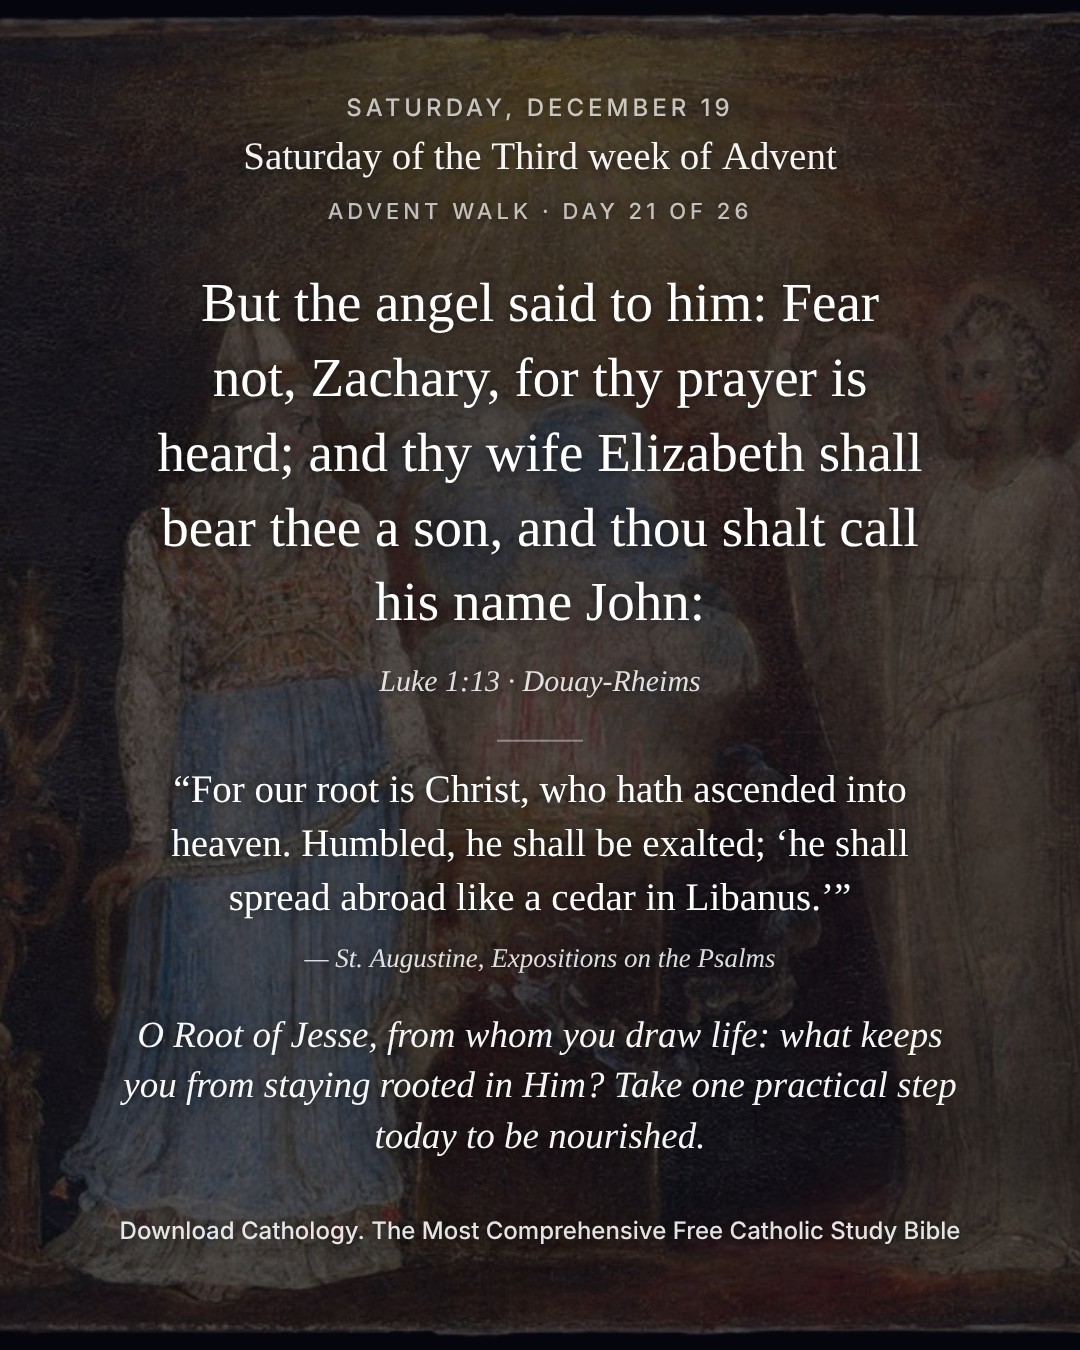 SATURDAY, DECEMBER 19
Saturday of the Third week of Advent
ADVENT WALK · DAY 21 OF 26
But the angel said to him: Fear
not, Zachary, for thy prayer is
heard; and thy wife Elizabeth shall
bear thee a son, and thou shalt call
his name John:
Luke 1:13 · Douay-Rheims
“For our root is Christ, who hath ascended into
heaven. Humbled, he shall be exalted; ‘he shall
spread abroad like a cedar in Libanus.’”
— St. Augustine, Expositions on the Psalms
O Root of Jesse, from whom you draw life: what keeps
you from staying rooted in Him? Take one practical step
today to be nourished.
Download Cathology. The Most Comprehensive Free Catholic Study Bible